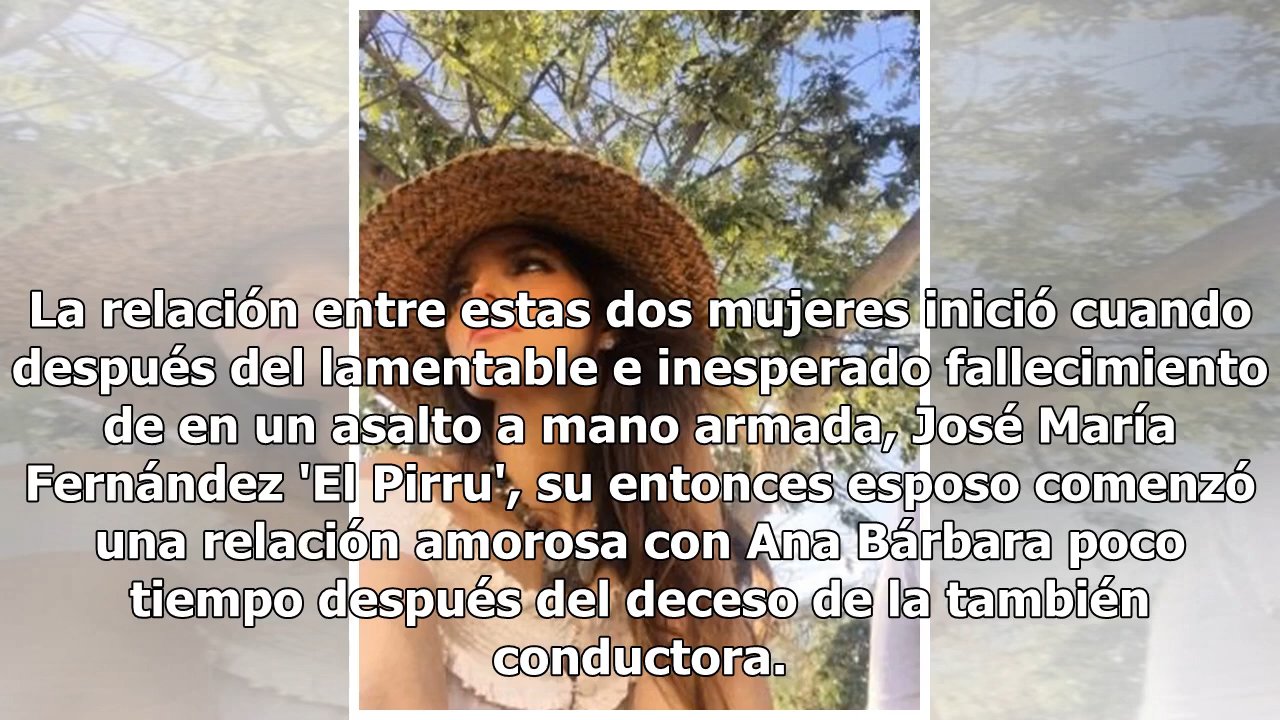 La relación entre estas dos mujeres inició cuando
después del lamentable e inesperado fallecimiento
de en un asalto a mano armada, José María
Fernández 'El Pirru', su entonces esposo comenzó
una relación amorosa con Ana Bárbara poco
tiempo después del deceso de la también
conductora.